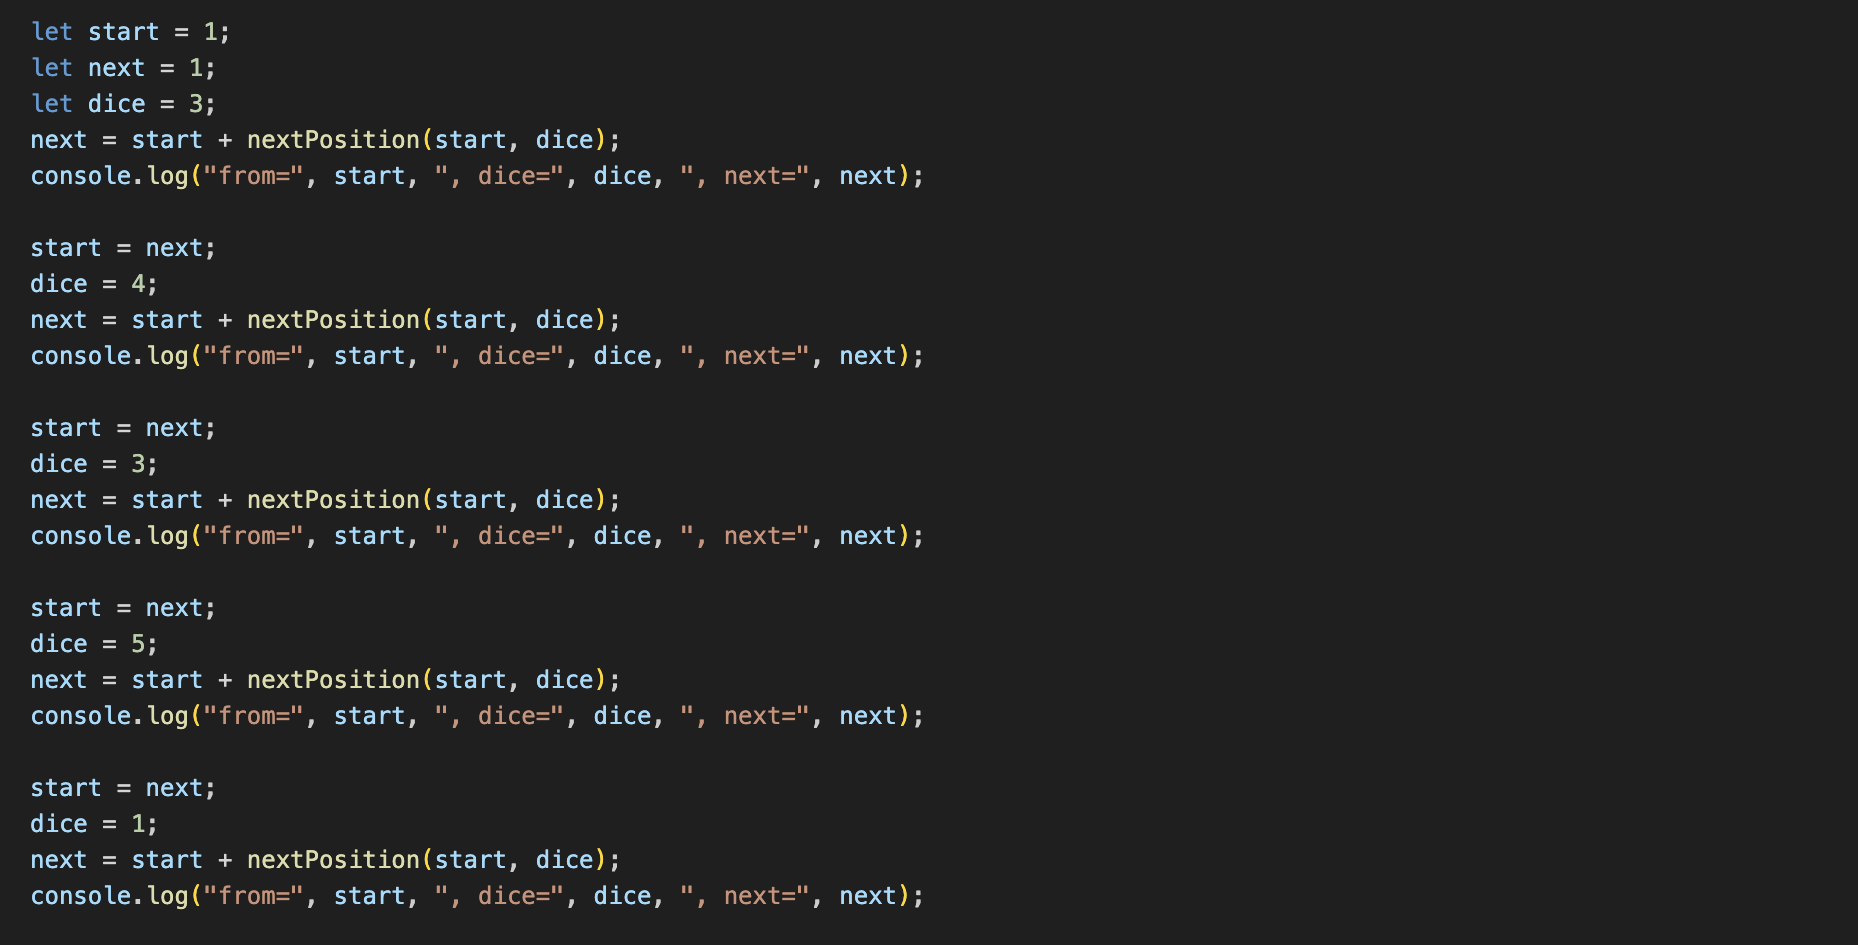 let start = 1;
let next = 1;
let dice = 3;
next = start + nextPosition(start, dice);
console.log("from=", start, ", dice=", dice, ", next=", next);
start = next;
dice = 4;
next = start + nextPosition(start, dice);
console.log("from=", start, ", dice=", dice, ", next=", next);
start = next;
dice = 3;
next = start + nextPosition(start, dice);
console.log("from=", start, ", dice=", dice, ", next=", next);
start = next;
dice = 5;
next = start + nextPosition(start, dice);
console.log("from=", start, ", dice=", dice, ", next=", next);
start = next;
dice = 1;
next = start + nextPosition(start, dice);
console.log("from=", start, ", dice=", dice, ", next=", next);